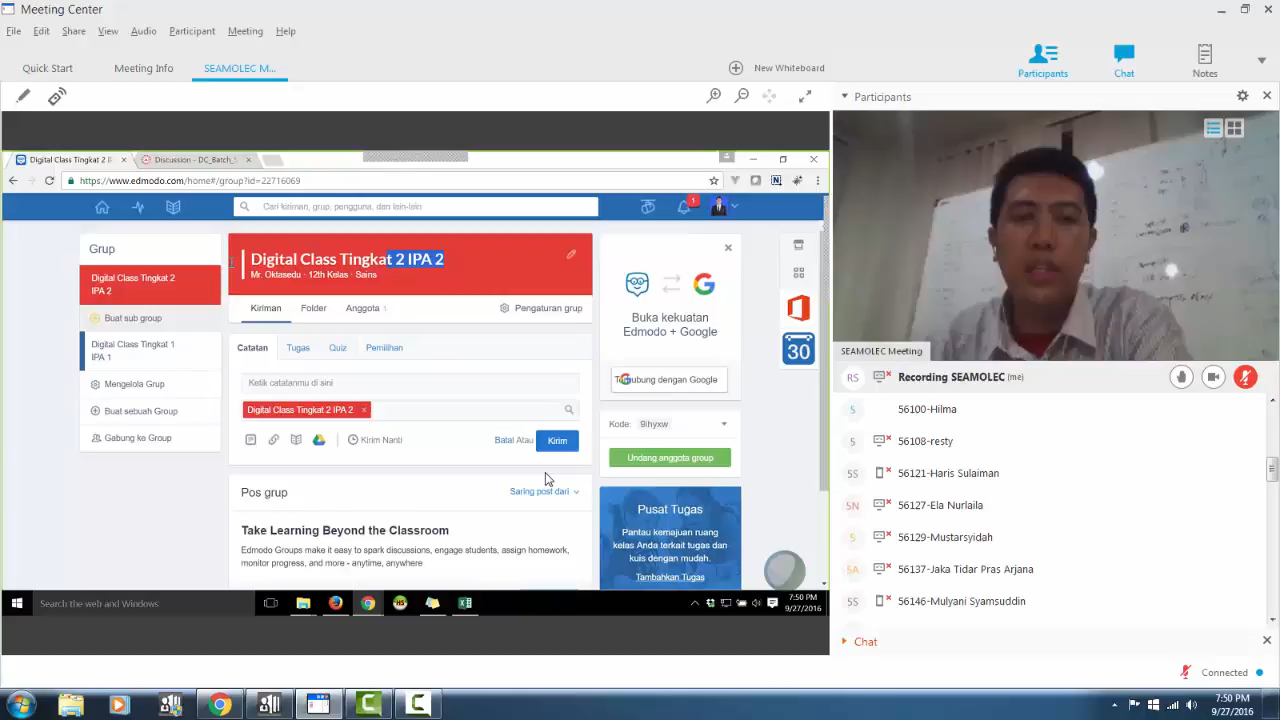 Meeting Center
File Edit Share View Audio Participant Meeting Help
Quick Start Meeting Info SEAMOLEC M...
New Whiteboard
Participants Chat Notes
Participants
Digital Class Tingkat 2 I Discussion - DC_Batch_
https://www.edmodo.com/home#/group?id=22716069
Cari kiriman, grup, pengguna, dan lain-lain
1
Grup
Digital Class Tingkat 2
IPA 2
Buat sub group
Digital Class Tingkat 1
IPA 1
Mengelola Grup
Buat sebuah Group
Gabung ke Group
Digital Class Tingkat 2 IPA 2
Mr. Oktasedu · 12th Kelas · Sains
Kiriman Folder Anggota 1 Pengaturan grup
Catatan Tugas Quiz Pemilihan
Ketik catatanmu di sini
Digital Class Tingkat 2 IPA 2 ×
Kirim Nanti Batal Atau Kirim
Pos grup Saring post dari
Take Learning Beyond the Classroom
Edmodo Groups make it easy to spark discussions, engage students, assign homework,
monitor progress, and more - anytime, anywhere
Buka kekuatan
Edmodo + Google
Terhubung dengan Google
Kode: 9ihyxw
Undang anggota group
Pusat Tugas
Pantau kemajuan ruang
kelas Anda terkait tugas dan
kuis dengan mudah.
Tambahkan Tugas
30
Search the web and Windows
7:50 PM
9/27/2016
SEAMOLEC Meeting
RS Recording SEAMOLEC (me)
S 56100-Hilma
S 56108-resty
SS 56121-Haris Sulaiman
SN 56127-Ela Nurlaila
S 56129-Mustarsyidah
SA 56137-Jaka Tidar Pras Arjana
SS 56146-Mulyani Syamsuddin
Chat
Connected
7:50 PM
9/27/2016